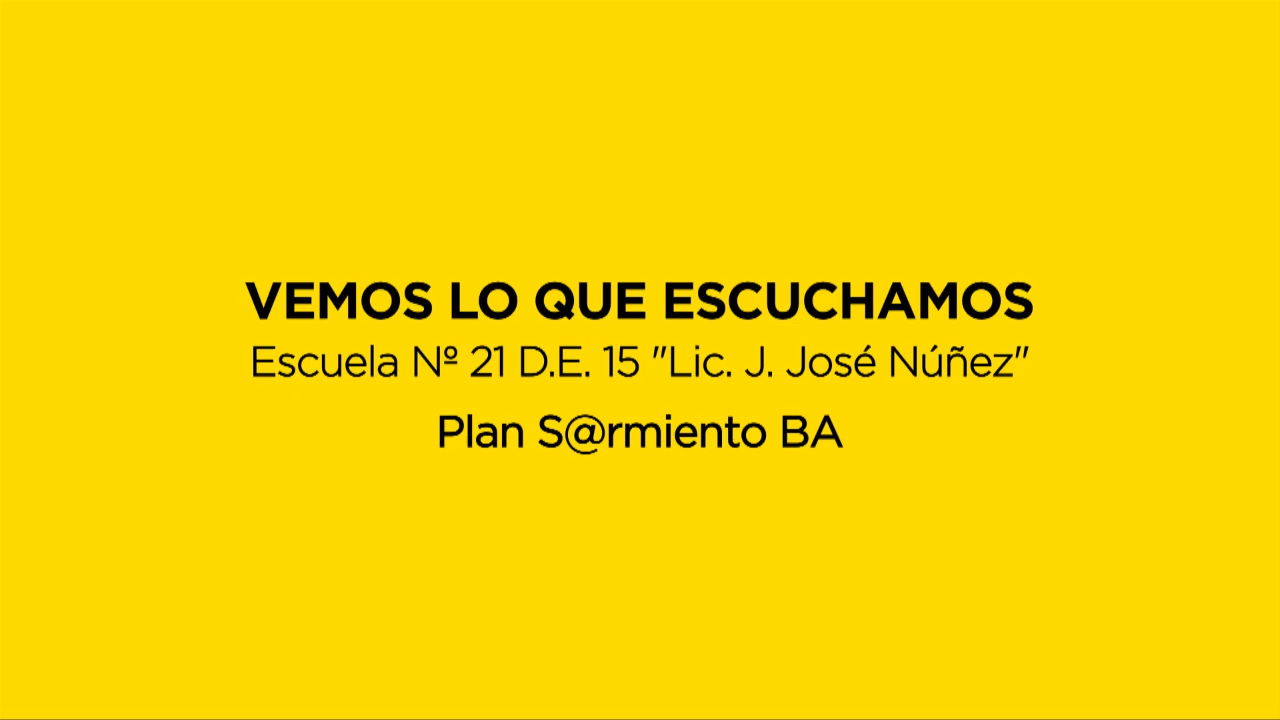 VEMOS LO QUE ESCUCHAMOS
Escuela Nº 21 D.E. 15 "Lic. J. José Núñez"
Plan S@rmiento BA